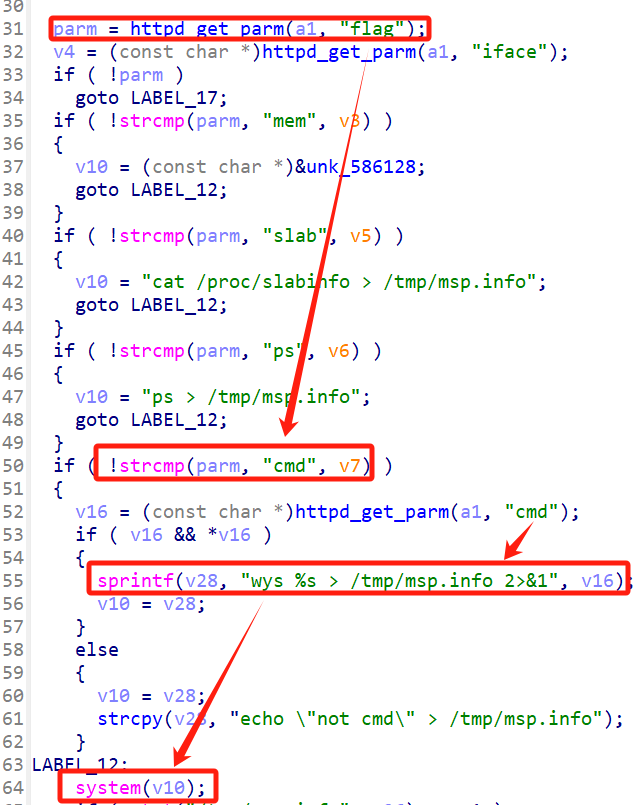 30
31 parm = httpd_get_parm(a1, "flag");
32 v4 = (const char *)httpd_get_parm(a1, "iface");
33 if ( !parm )
34 goto LABEL_17;
35 if ( !strcmp(parm, "mem", v3) )
36 {
37 v10 = (const char *)&unk_586128;
38 goto LABEL_12;
39 }
40 if ( !strcmp(parm, "slab", v5) )
41 {
42 v10 = "cat /proc/slabinfo > /tmp/msp.info";
43 goto LABEL_12;
44 }
45 if ( !strcmp(parm, "ps", v6) )
46 {
47 v10 = "ps > /tmp/msp.info";
48 goto LABEL_12;
49 }
50 if ( !strcmp(parm, "cmd", v7) )
51 {
52 v16 = (const char *)httpd_get_parm(a1, "cmd");
53 if ( v16 && *v16 )
54 {
55 sprintf(v28, "wys %s > /tmp/msp.info 2>&1", v16);
56 v10 = v28;
57 }
58 else
59 {
60 v10 = v28;
61 strcpy(v28, "echo \"not cmd\" > /tmp/msp.info");
62 }
63 LABEL_12:
64 system(v10);